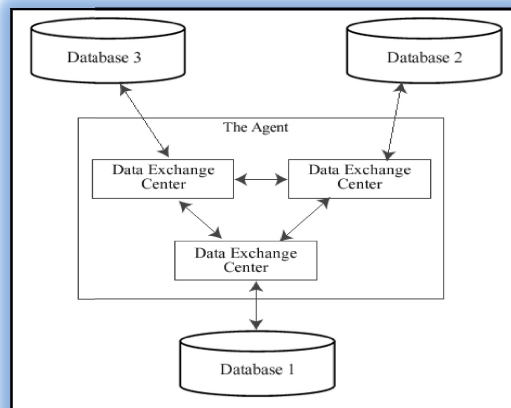 Database 3
Database 2
The Agent
Data Exchange
Center
Data Exchange
Center
Data Exchange
Center
Database 1